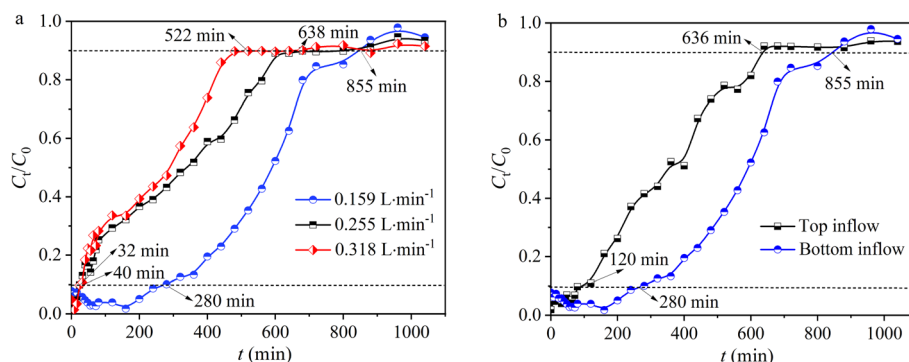 a
522 min
638 min
855 min
32 min
40 min
280 min
0.159 L·min⁻¹
0.255 L·min⁻¹
0.318 L·min⁻¹
Cₜ/C₀
1.0
0.8
0.6
0.4
0.2
0.0
0
200
400
600
800
1000
t (min)
b
636 min
855 min
120 min
280 min
Top inflow
Bottom inflow
Cₜ/C₀
1.0
0.8
0.6
0.4
0.2
0.0
0
200
400
600
800
1000
t (min)